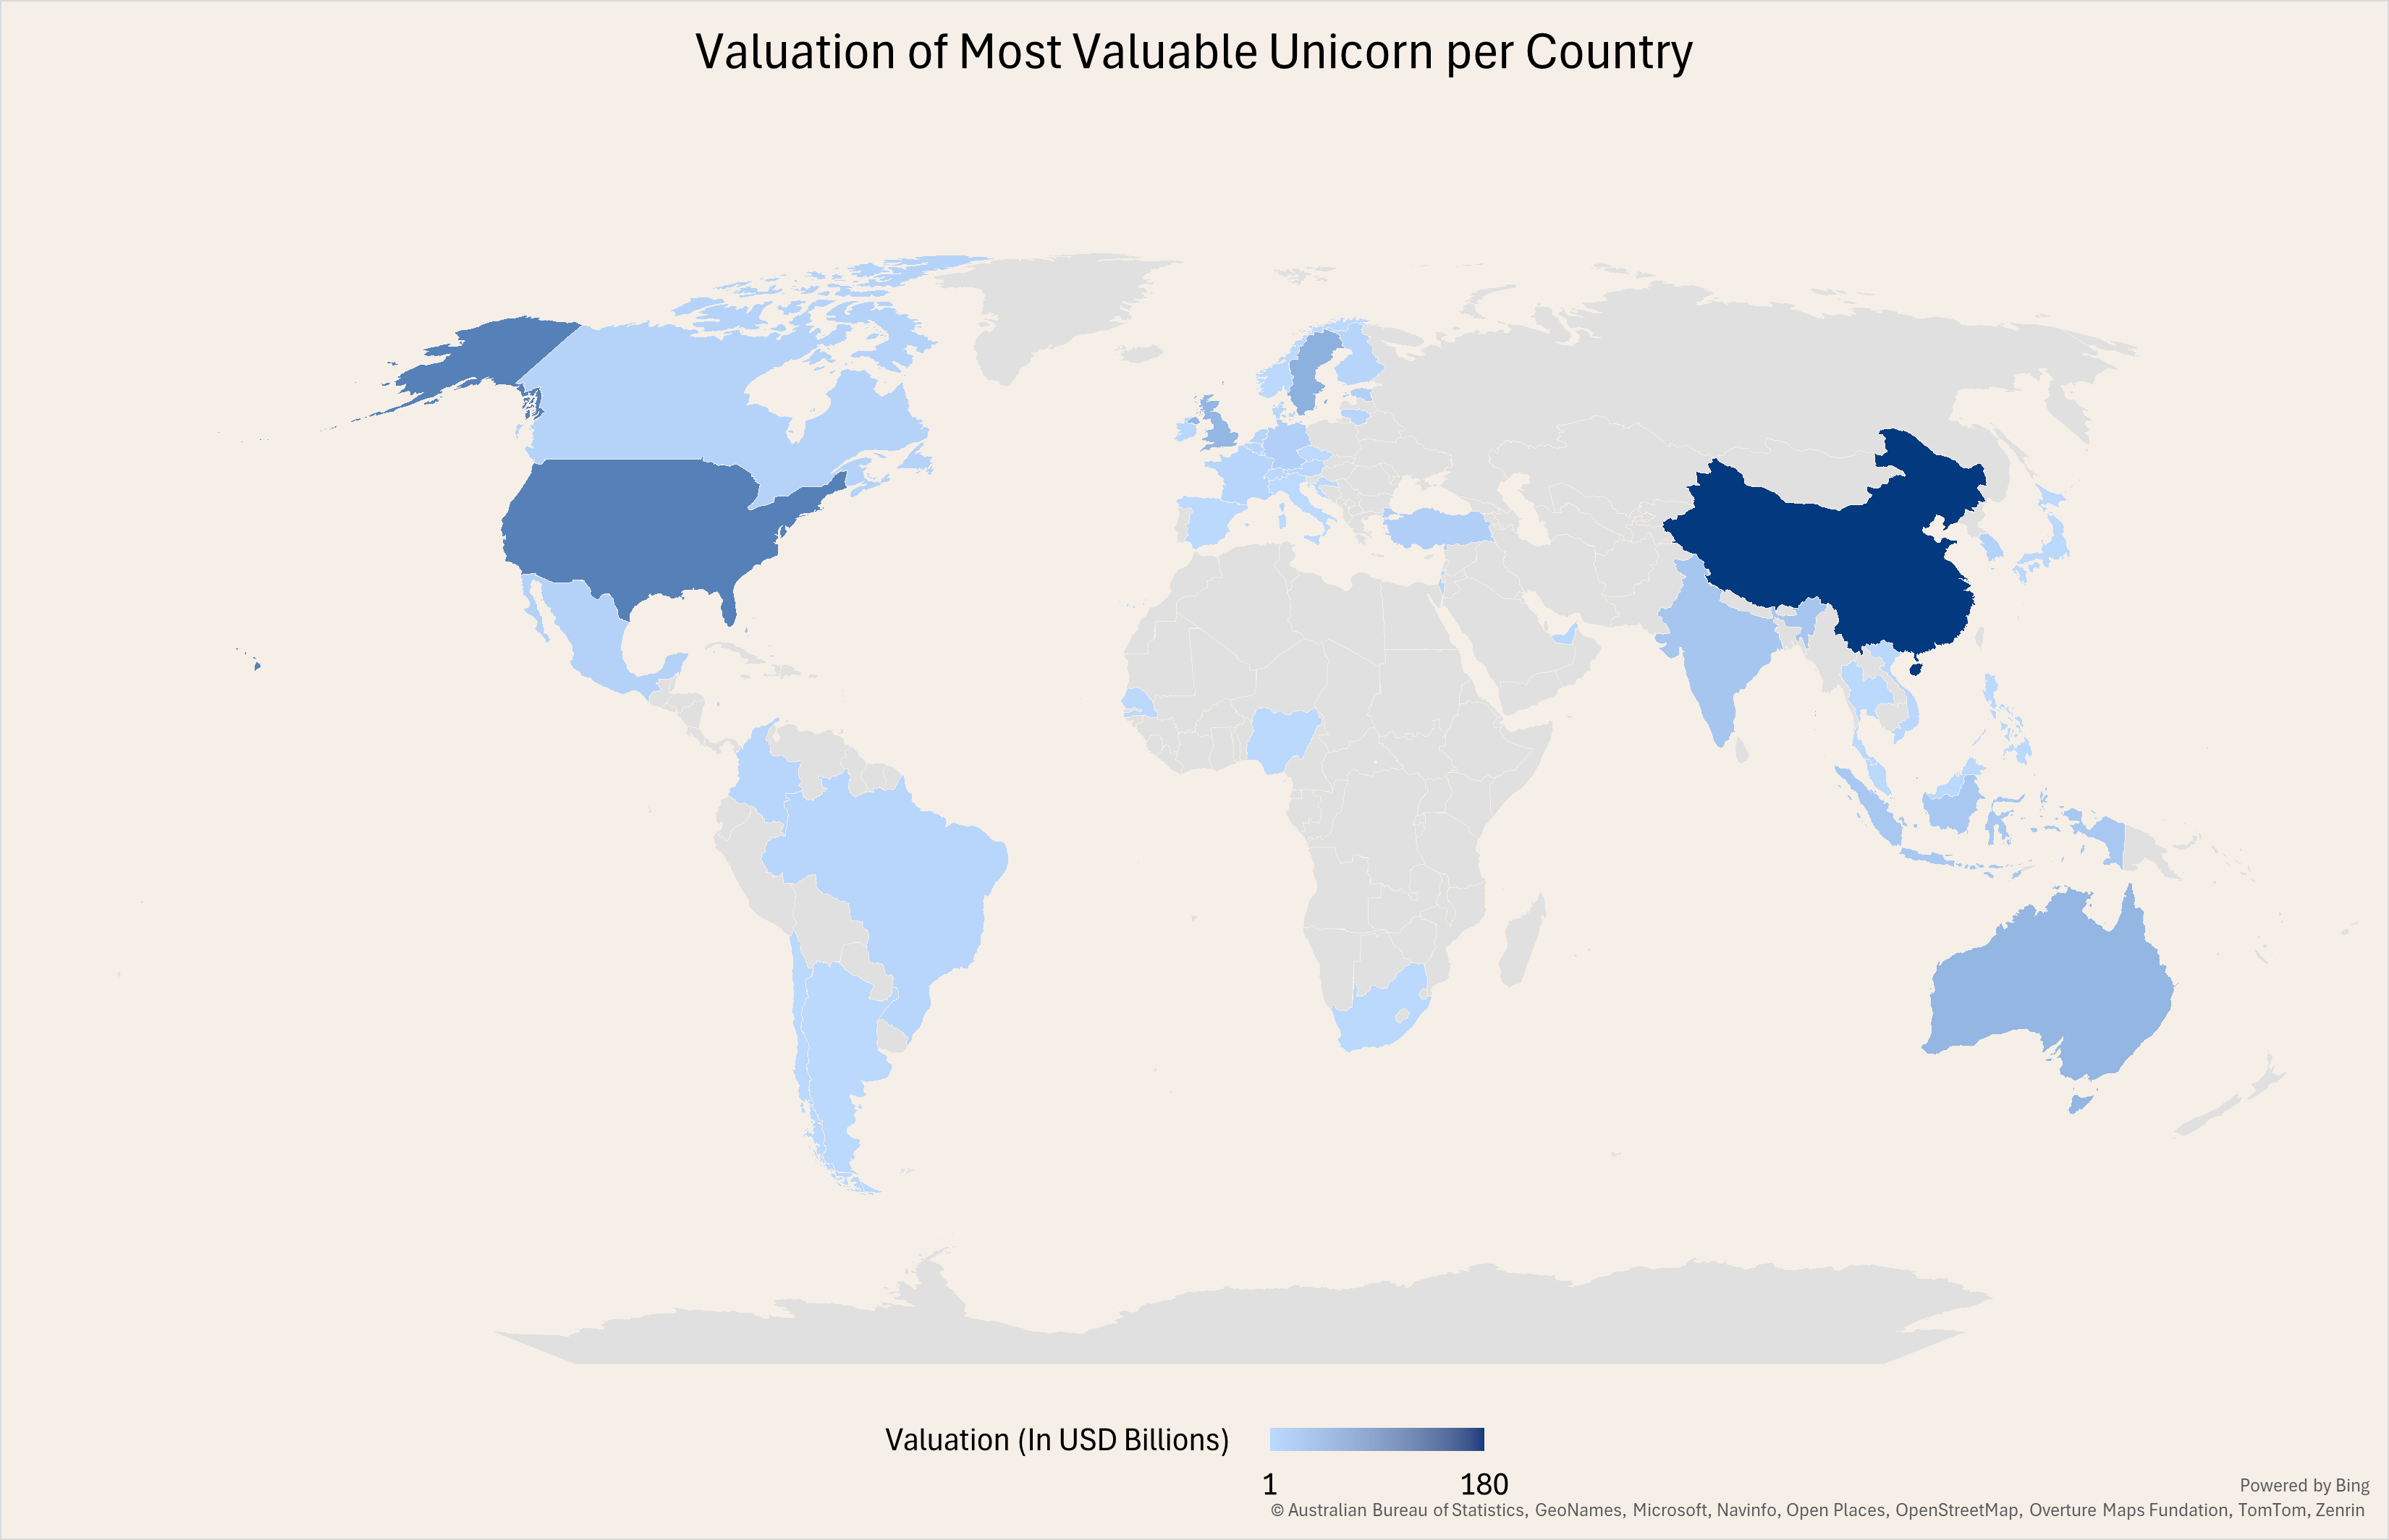 Valuation of Most Valuable Unicorn per Country
Valuation (In USD Billions)
1 180
Powered by Bing
© Australian Bureau of Statistics, GeoNames, Microsoft, Navinfo, Open Places, OpenStreetMap, Overture Maps Fundation, TomTom, Zenrin